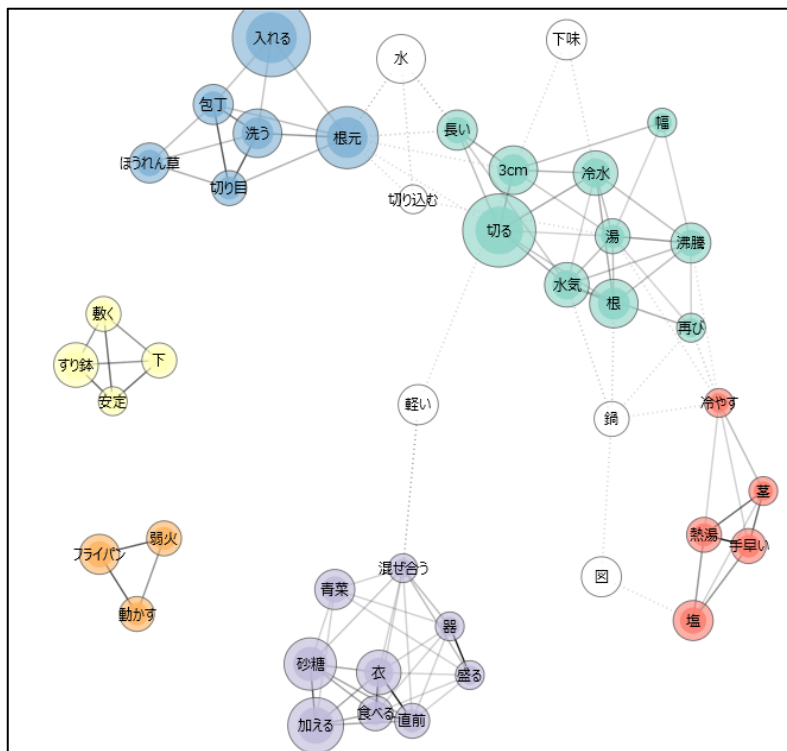 入れる
水
下味
包丁
長い
幅
洗う
根元
ほうれん草
3cm
冷水
切り目
切り込む
切る
湯
沸騰
水気
根
敷く
再び
すり鉢
下
安定
軽い
冷やす
鍋
茎
弱火
熱湯
手早い
フライパン
混ぜ合う
図
動かす
青菜
器
塩
砂糖
衣
盛る
加える
食べる
直前